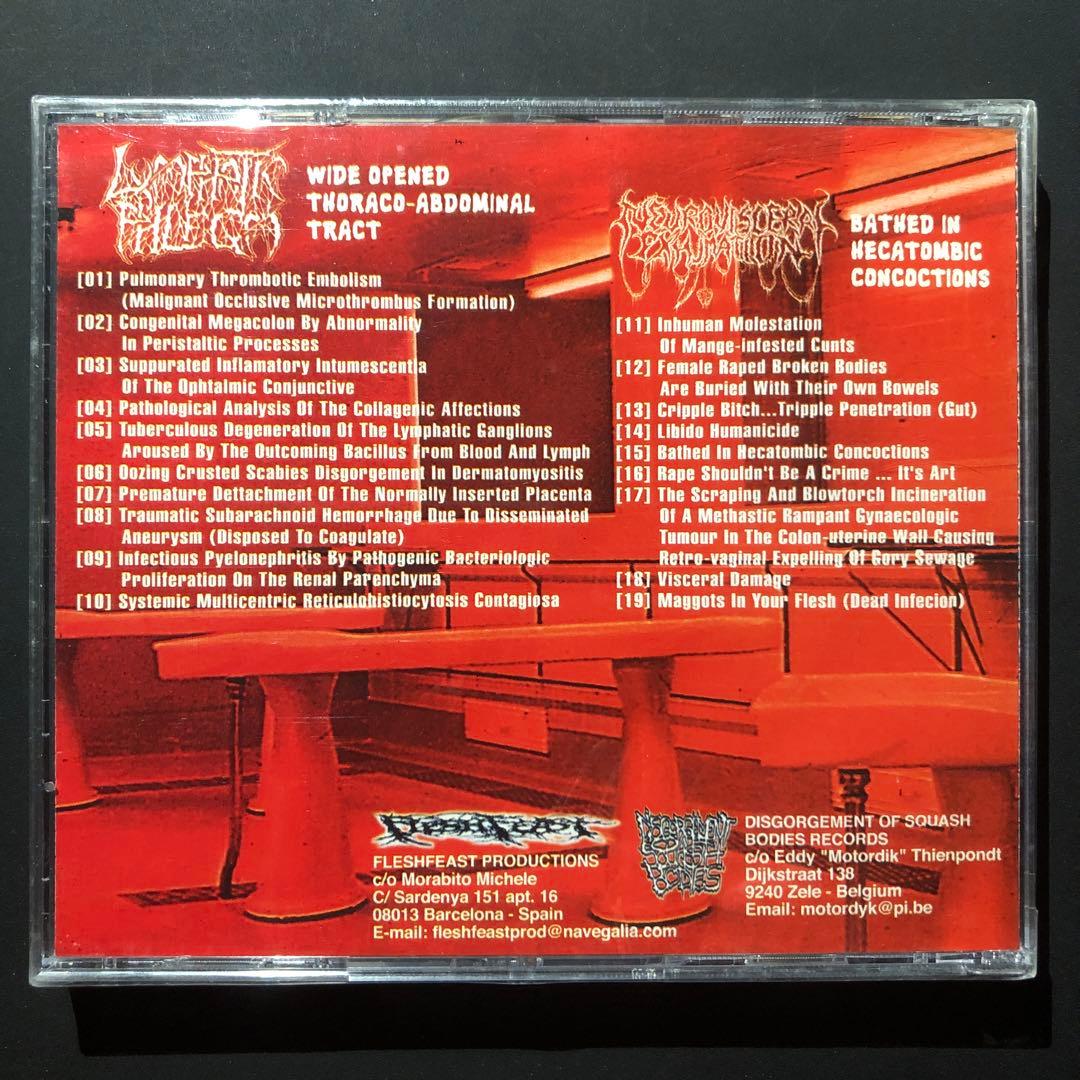 LYMPHATIC
PHLEGM
WIDE OPENED
THORACO-ABDOMINAL
TRACT
[01] Pulmonary Thrombotic Embolism
(Malignant Occlusive Microthrombus Formation)
[02] Congenital Megacolon By Abnormality
In Peristaltic Processes
[03] Suppurated Inflamatory Intumescentia
Of The Ophtalmic Conjunctive
[04] Pathological Analysis Of The Collagenic Affections
[05] Tuberculous Degeneration Of The Lymphatic Ganglions
Aroused By The Outcoming Bacillus From Blood And Lymph
[06] Oozing Crusted Scabies Disgorgement In Dermatomyositis
[07] Premature Dettachment Of The Normally Inserted Placenta
[08] Traumatic Subarachnoid Hemorrhage Due To Disseminated
Aneurysm (Disposed To Coagulate)
[09] Infectious Pyelonephritis By Pathogenic Bacteriologic
Proliferation On The Renal Parenchyma
[10] Systemic Multicentric Reticulohistiocytosis Contagiosa
NEUROVISCERAL
EXHUMATION
BATHED IN
HECATOMBIC
CONCOCTIONS
[11] Inhuman Molestation
Of Mange-infested Cunts
[12] Female Raped Broken Bodies
Are Buried With Their Own Bowels
[13] Cripple Bitch...Tripple Penetration (Gut)
[14] Libido Humanicide
[15] Bathed In Hecatombic Concoctions
[16] Rape Shouldn't Be A Crime ... It's Art
[17] The Scraping And Blowtorch Incineration
Of A Methastic Rampant Gynaecologic
Tumour In The Colon-uterine Wall Causing
Retro-vaginal Expelling Of Gory Sewage
[18] Visceral Damage
[19] Maggots In Your Flesh (Dead Infecion)
FLESHFEAST
FLESHFEAST PRODUCTIONS
c/o Morabito Michele
C/ Sardenya 151 apt. 16
08013 Barcelona - Spain
E-mail: fleshfeastprod@navegalia.com
DISGORGEMENT
OF SQUASH
BODIES
DISGORGEMENT OF SQUASH
BODIES RECORDS
c/o Eddy "Motordik" Thienpondt
Dijkstraat 138
9240 Zele - Belgium
Email: motordyk@pi.be